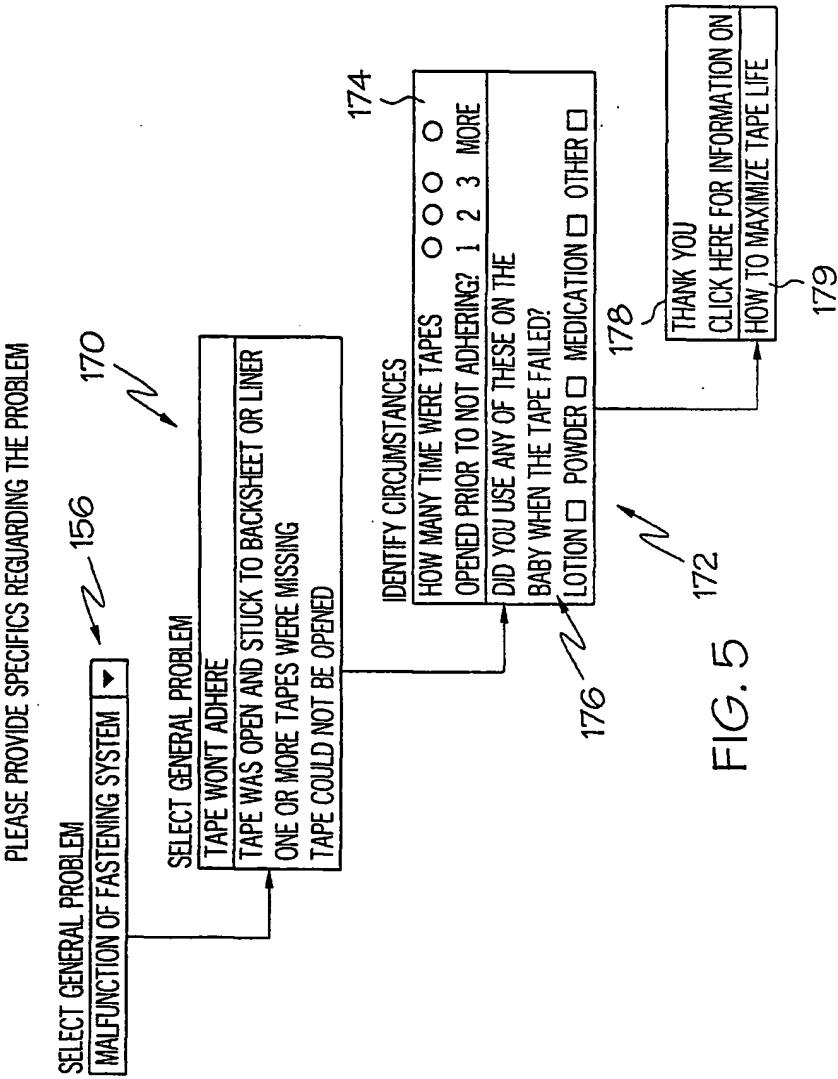 PLEASE PROVIDE SPECIFICS REGUARDING THE PROBLEM
SELECT GENERAL PROBLEM
MALFUNCTION OF FASTENING SYSTEM
156
SELECT GENERAL PROBLEM
170
TAPE WONT ADHERE
TAPE WAS OPEN AND STUCK TO BACKSHEET OR LINER
ONE OR MORE TAPES WERE MISSING
TAPE COULD NOT BE OPENED
IDENTIFY CIRCUMSTANCES
174
HOW MANY TIME WERE TAPES
OPENED PRIOR TO NOT ADHERING? 1 2 3 MORE
DID YOU USE ANY OF THESE ON THE
BABY WHEN THE TAPE FAILED?
LOTION POWDER MEDICATION OTHER
176
172
178
THANK YOU
CLICK HERE FOR INFORMATION ON
HOW TO MAXIMIZE TAPE LIFE
179
FIG. 5